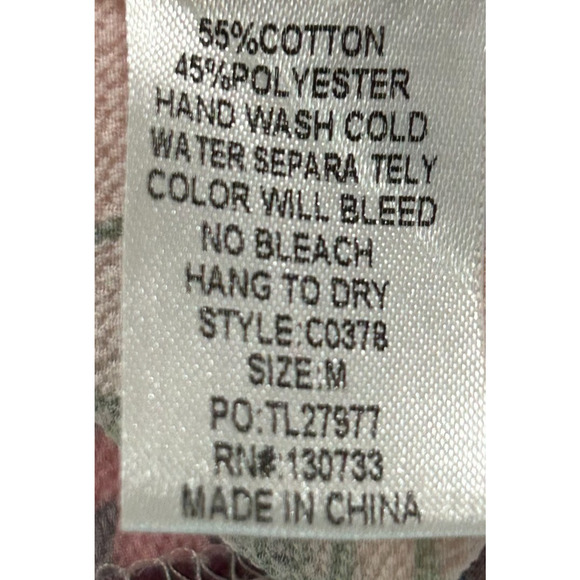 55%COTTON
45%POLYESTER
HAND WASH COLD
WATER SEPARA TELY
COLOR WILL BLEED
NO BLEACH
HANG TO DRY
STYLE:C0378
SIZE:M
PO:TL27977
RN#:130733
MADE IN CHINA